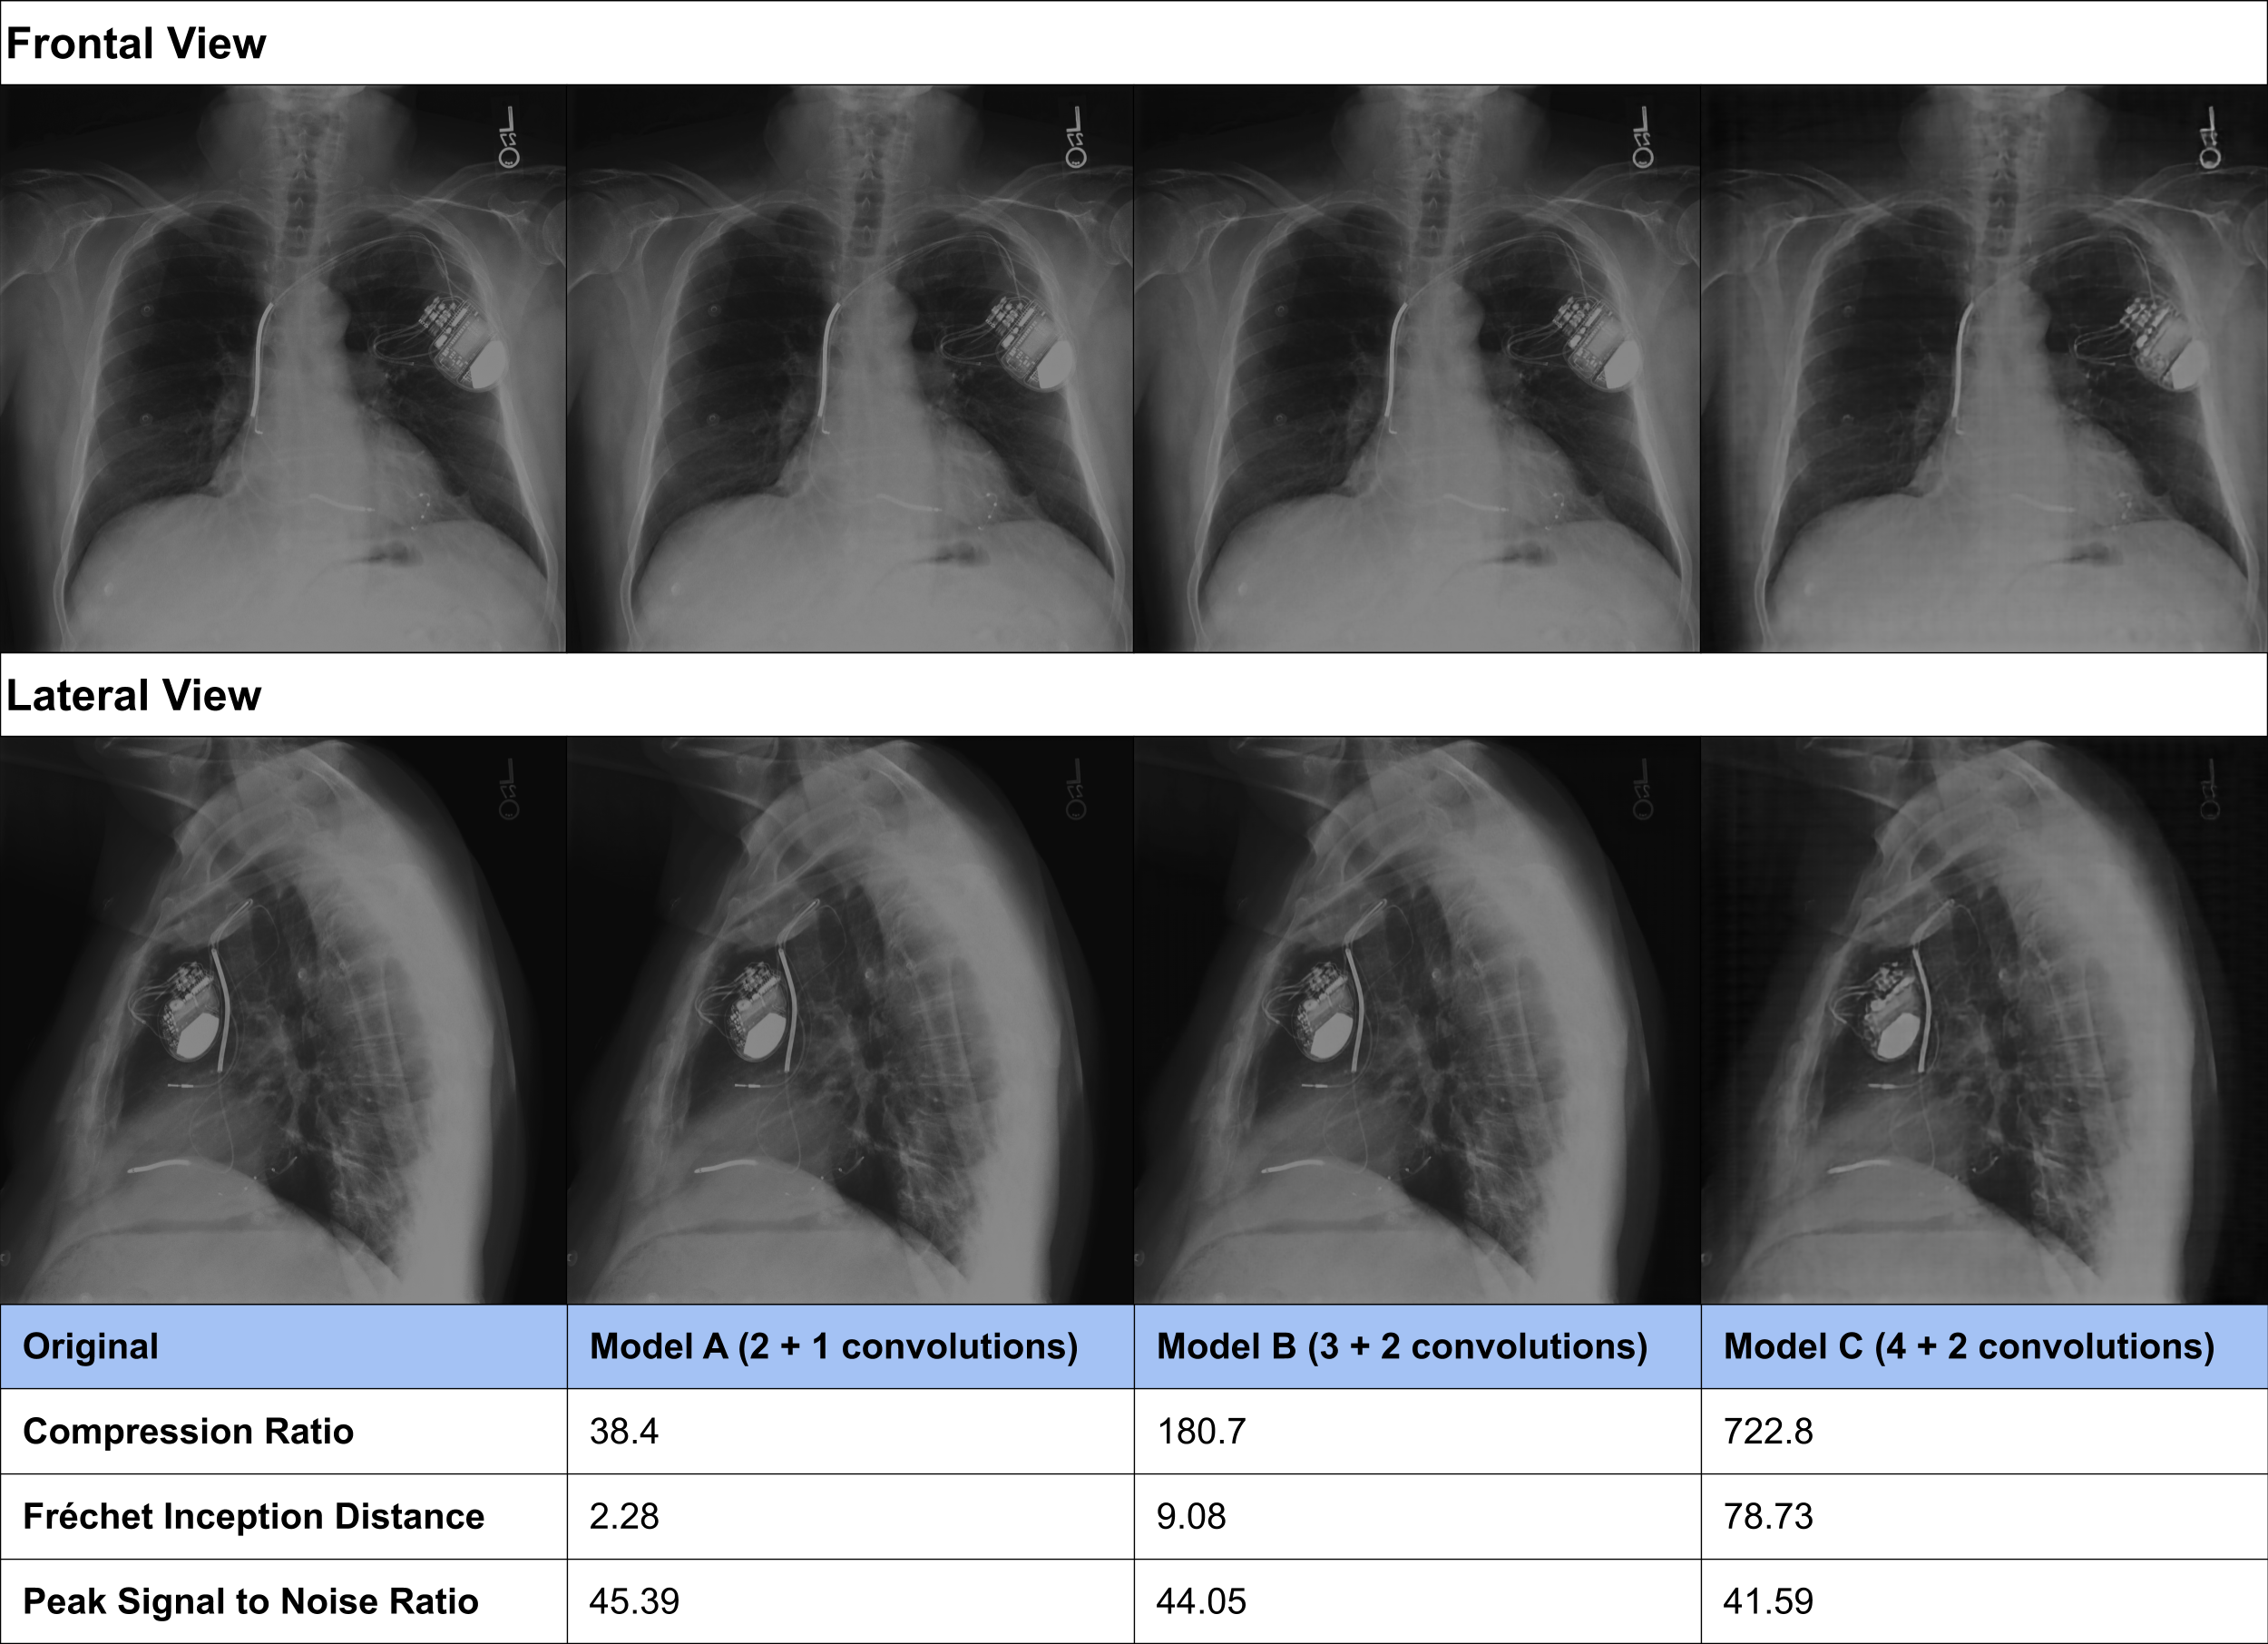 Frontal View
Lateral View
Original Model A (2 + 1 convolutions) Model B (3 + 2 convolutions) Model C (4 + 2 convolutions)
Compression Ratio 38.4 180.7 722.8
Fréchet Inception Distance 2.28 9.08 78.73
Peak Signal to Noise Ratio 45.39 44.05 41.59